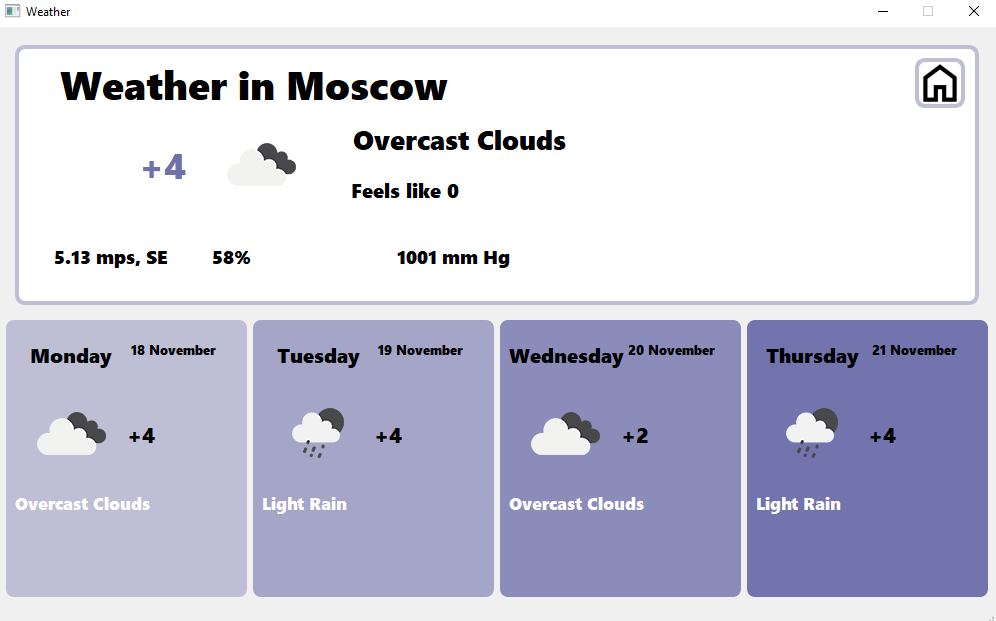 Weather
Weather in Moscow
+4
Overcast Clouds
Feels like 0
5.13 mps, SE 58% 1001 mm Hg
Monday 18 November
+4
Overcast Clouds
Tuesday 19 November
+4
Light Rain
Wednesday 20 November
+2
Overcast Clouds
Thursday 21 November
+4
Light Rain